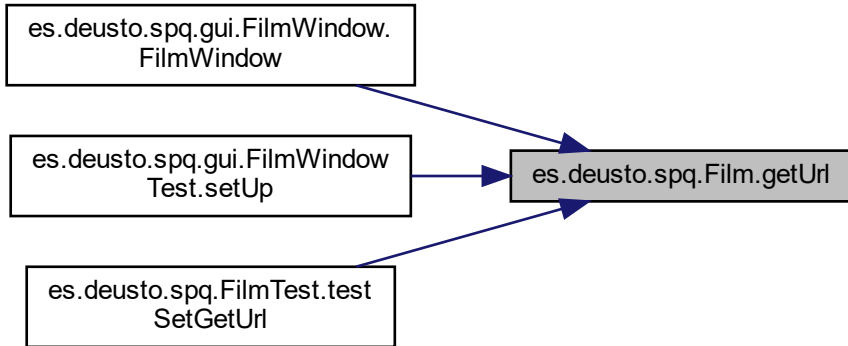 es.deusto.spq.gui.FilmWindow.
FilmWindow
es.deusto.spq.gui.FilmWindow
Test.setUp
es.deusto.spq.Film.getUrl
es.deusto.spq.FilmTest.test
SetGetUrl